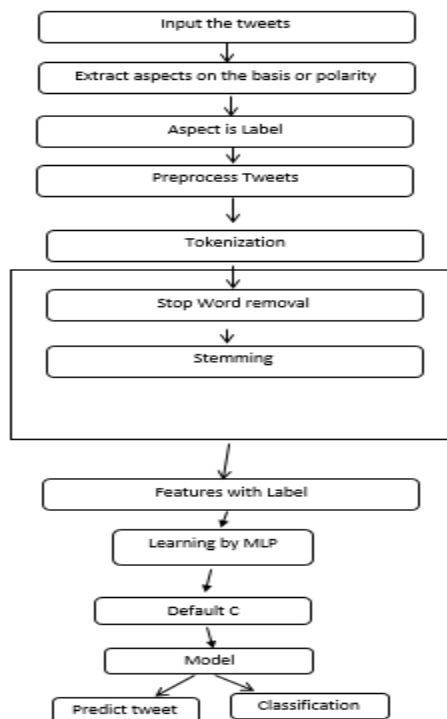 Input the tweets
Extract aspects on the basis or polarity
Aspect is Label
Preprocess Tweets
Tokenization
Stop Word removal
Stemming
Features with Label
Learning by MLP
Default C
Model
Predict tweet
Classification